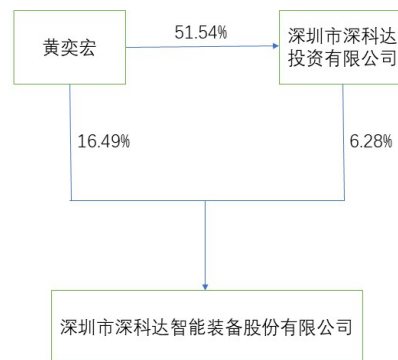 黄奕宏
51.54%
深圳市深科达
投资有限公司
16.49%
6.28%
深圳市深科达智能装备股份有限公司